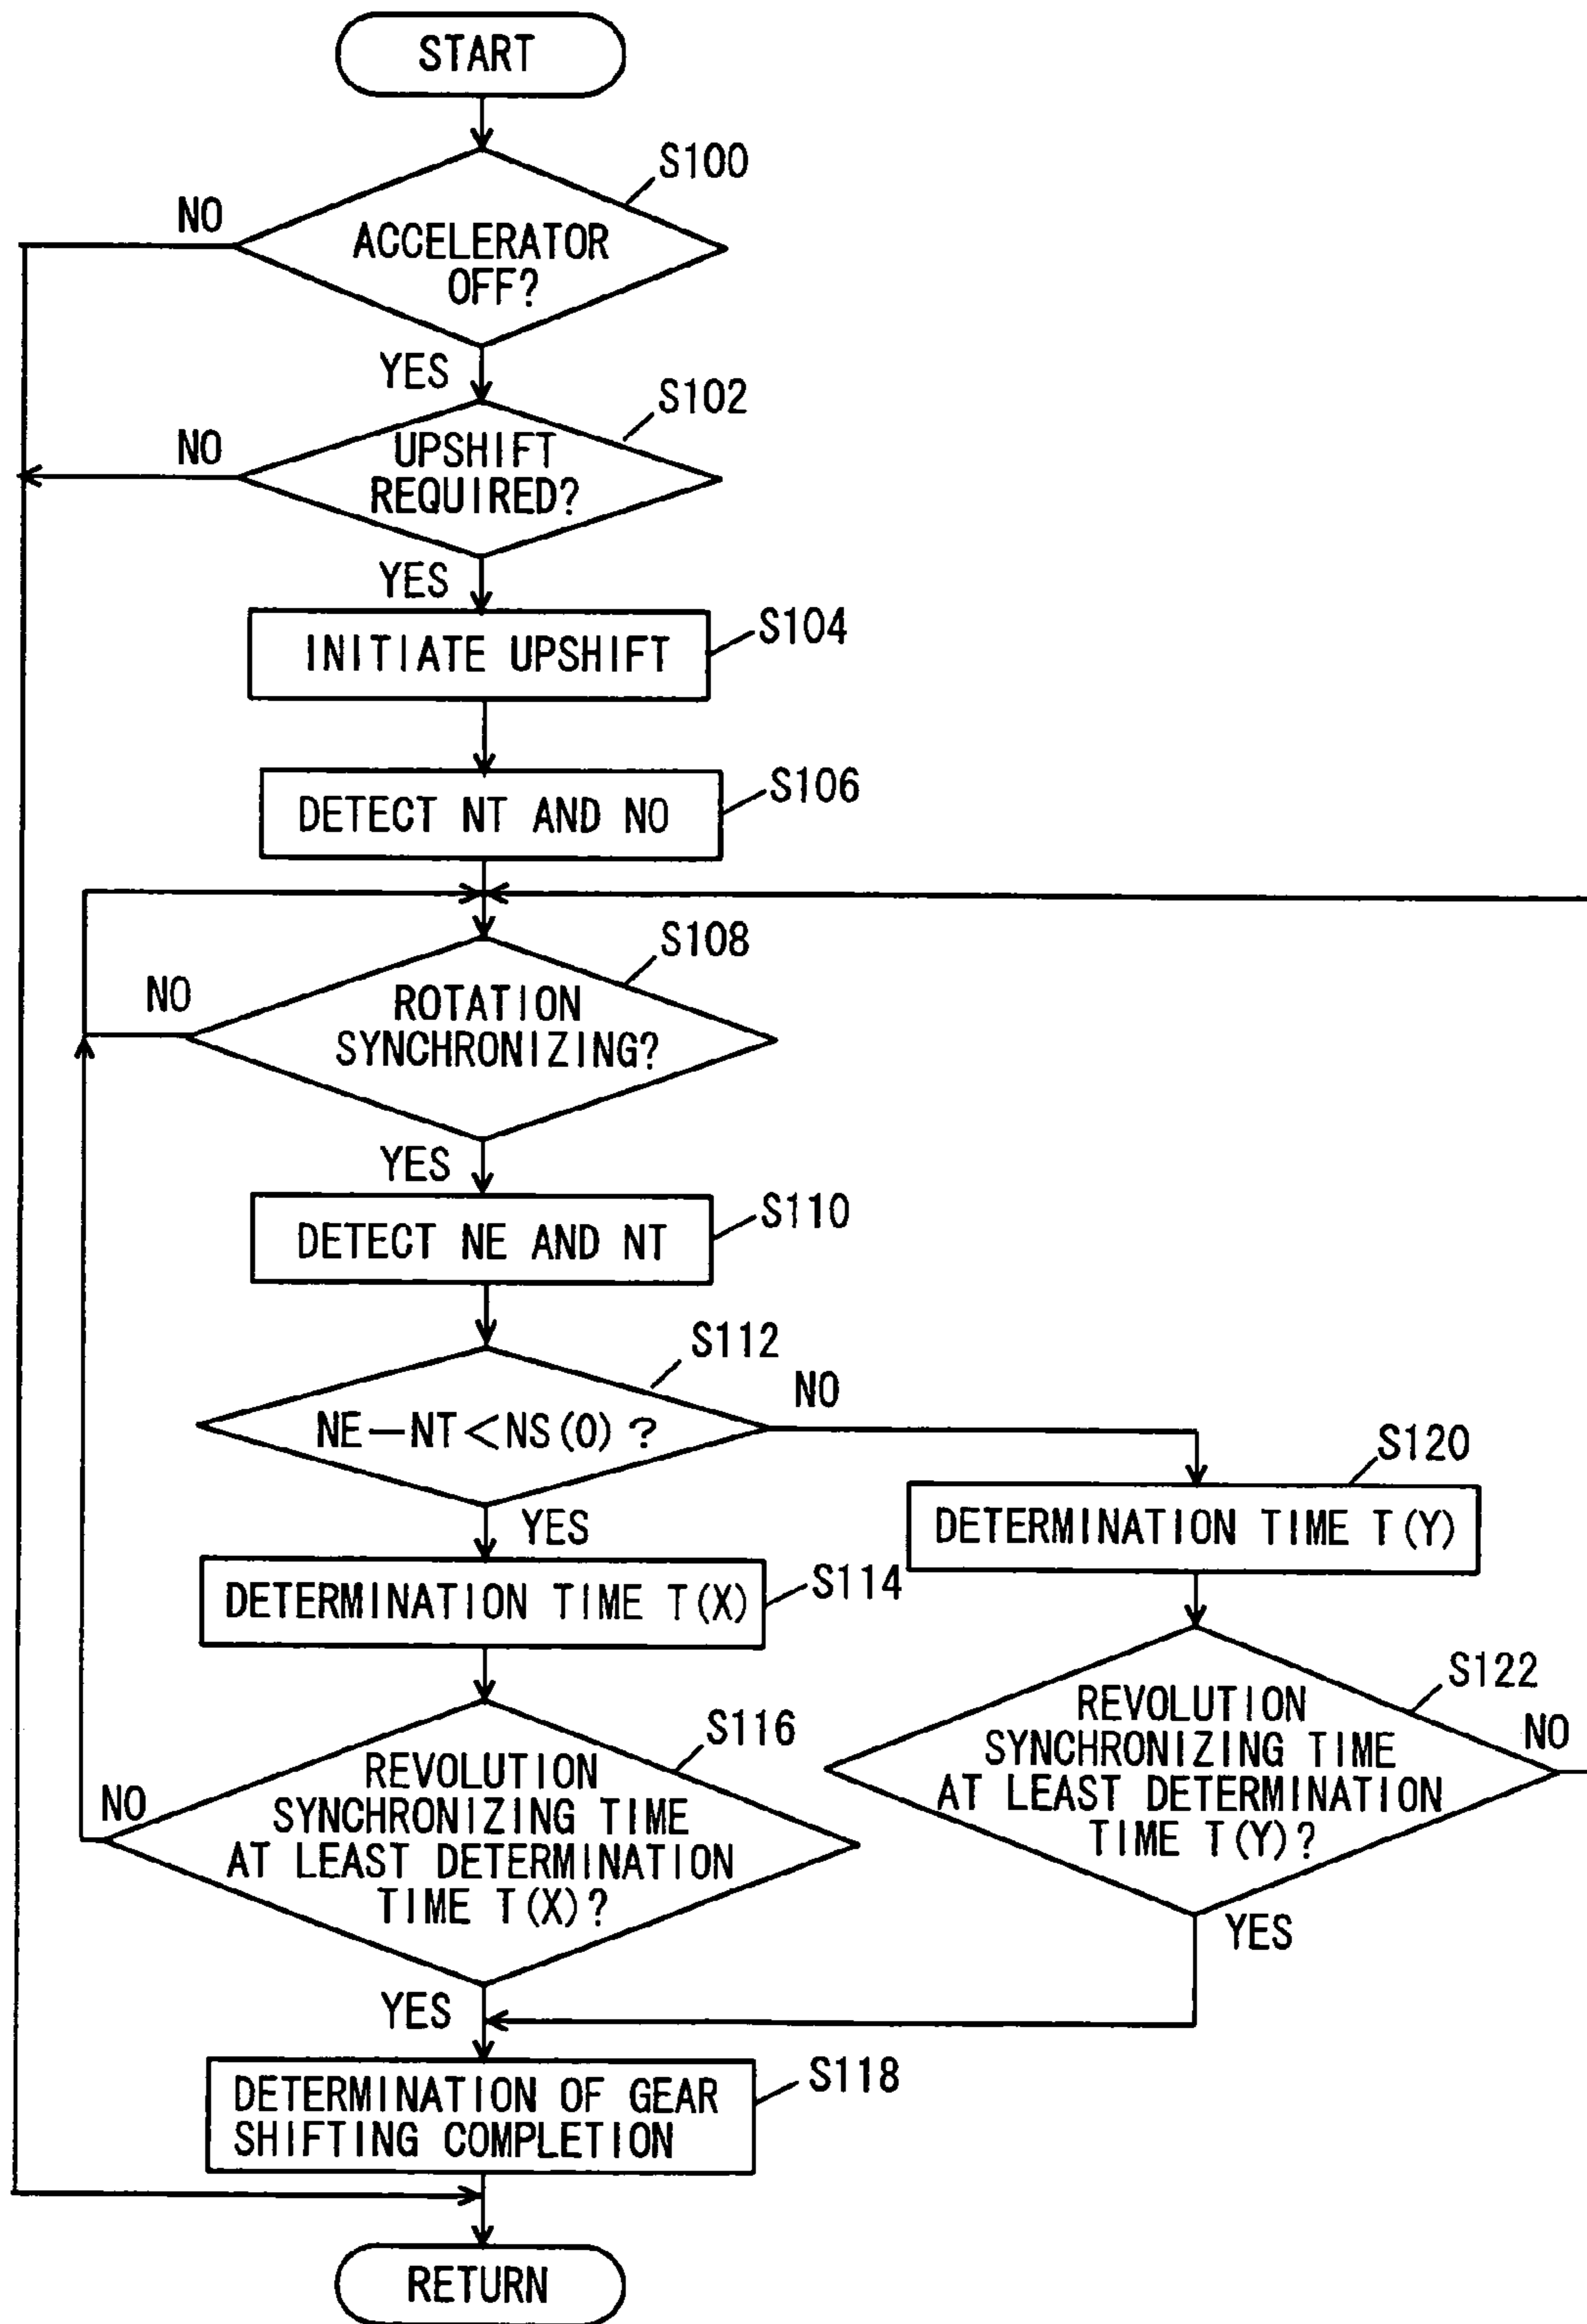 START
S100
NO
ACCELERATOR
OFF?
YES
S102
NO
UPSHIFT
REQUIRED?
YES
S104
INITIATE UPSHIFT
S106
DETECT NT AND NO
S108
NO
ROTATION
SYNCHRONIZING?
YES
S110
DETECT NE AND NT
S112
NO
NE-NT<NS(0)?
YES
S120
DETERMINATION TIME T(Y)
S114
DETERMINATION TIME T(X)
S122
REVOLUTION
SYNCHRONIZING TIME
AT LEAST DETERMINATION
TIME T(Y)?
NO
YES
S116
REVOLUTION
SYNCHRONIZING TIME
AT LEAST DETERMINATION
TIME T(X)?
NO
YES
S118
DETERMINATION OF GEAR
SHIFTING COMPLETION
RETURN